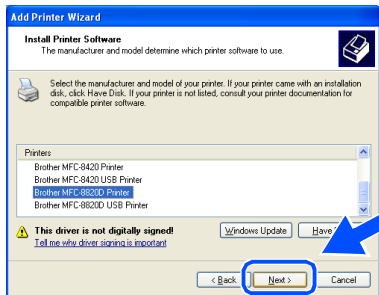 Add Printer Wizard
Install Printer Software
The manufacturer and model determine which printer software to use.
Select the manufacturer and model of your printer. If your printer came with an installation
disk, click Have Disk. If your printer is not listed, consult your printer documentation for
compatible printer software.
Printers
Brother MFC-8420 Printer
Brother MFC-8420 USB Printer
Brother MFC-8820D Printer
Brother MFC-8820D USB Printer
This driver is not digitally signed!
Tell me why driver signing is important
Windows Update
Have
< Back
Next >
Cancel